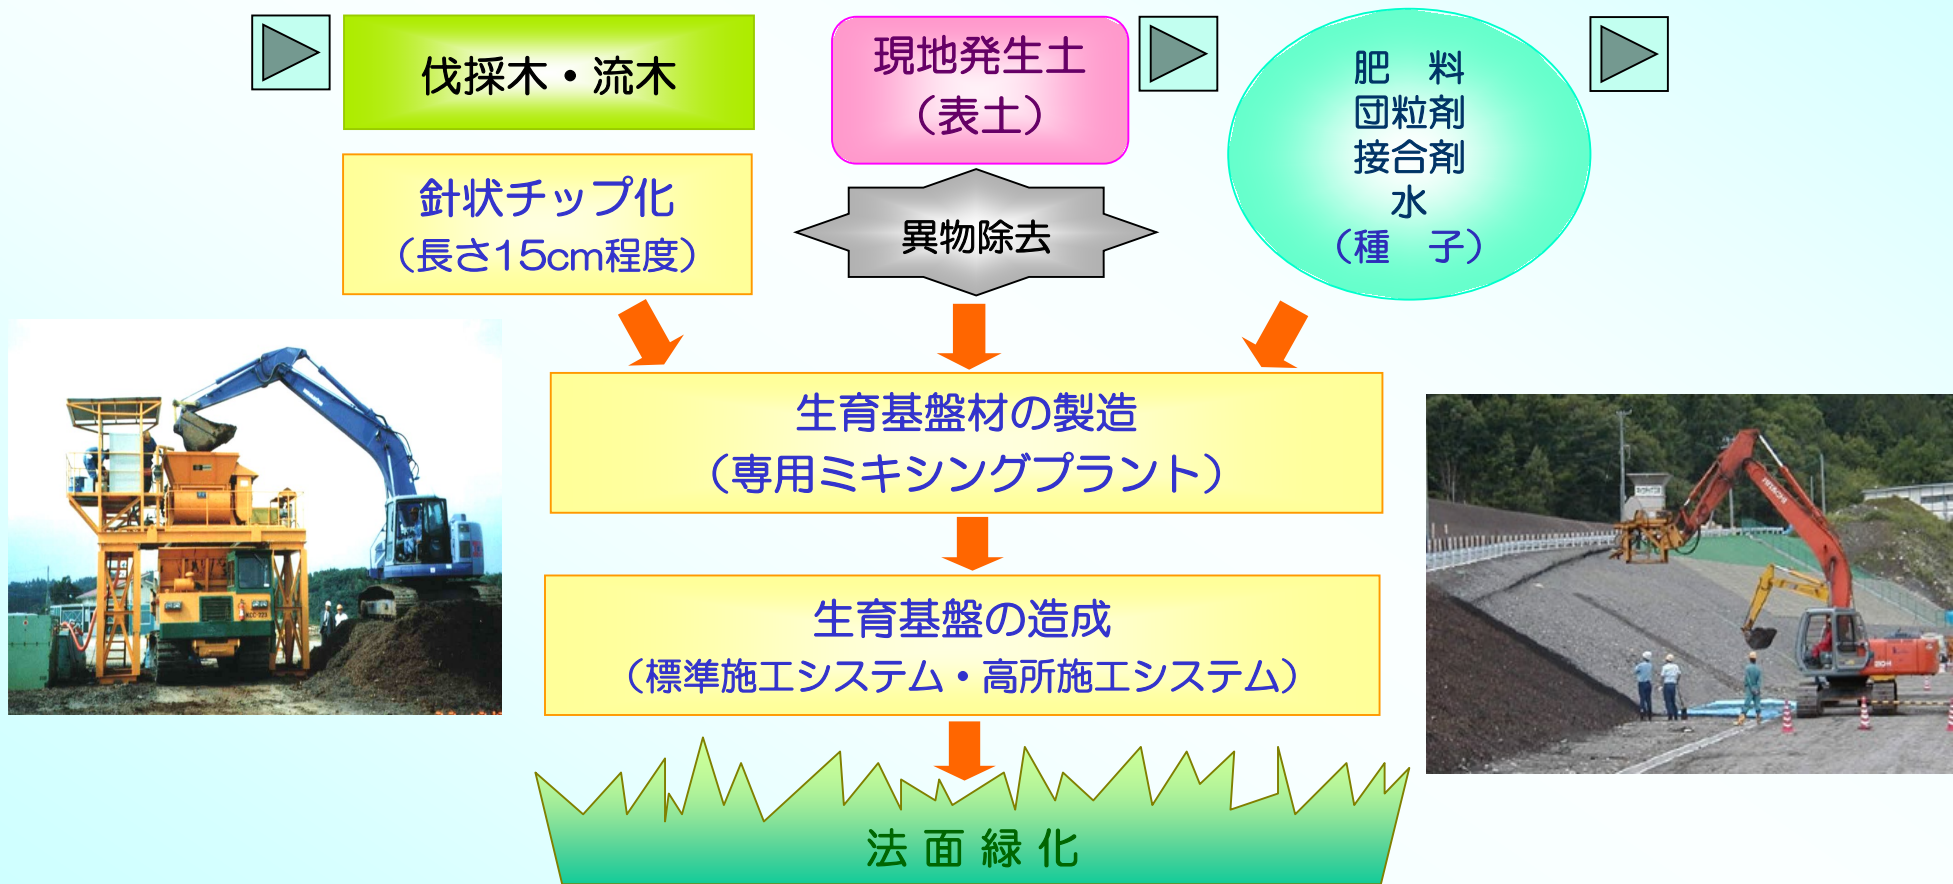 伐採木・流木
針状チップ化
（長さ15cm程度）
現地発生土
（表土）
異物除去
肥　料
団粒剤
接合剤
水
（種　子）
生育基盤材の製造
（専用ミキシングプラント）
生育基盤の造成
（標準施工システム・高所施工システム）
法 面 緑 化
KOMATSU
HITACHI